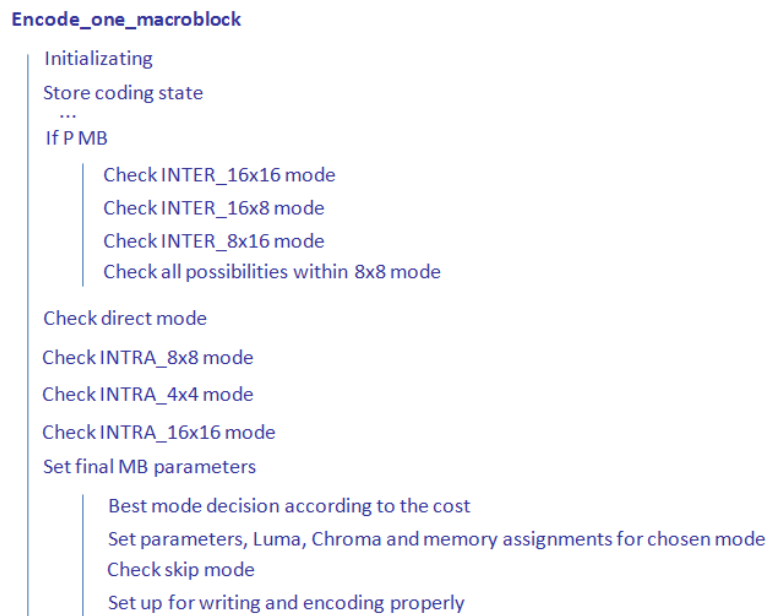 Encode_one_macroblock
Initializating
Store coding state
...
If P MB
Check INTER_16x16 mode
Check INTER_16x8 mode
Check INTER_8x16 mode
Check all possibilities within 8x8 mode
Check direct mode
Check INTRA_8x8 mode
Check INTRA_4x4 mode
Check INTRA_16x16 mode
Set final MB parameters
Best mode decision according to the cost
Set parameters, Luma, Chroma and memory assignments for chosen mode
Check skip mode
Set up for writing and encoding properly